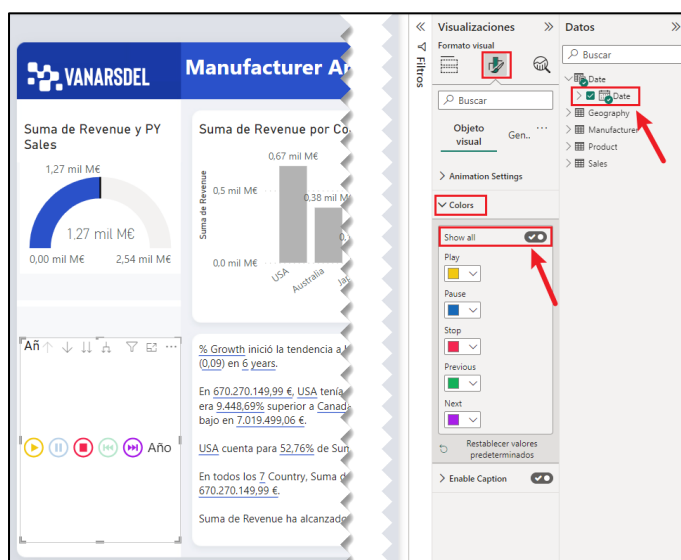 VANARSDEL
Manufacturer
Suma de Revenue y PY
Sales
1,27 mil M€
1,27 mil M€
0,00 mil M€
2,54 mil M€
Suma de Revenue por Co
0,67 mil M€
Suma de Revenue
0,5 mil M€
0,38 mil M
0,0 mil M€
USA
Australia
Añ
Año
% Growth inició la tendencia a
(0,09) en 6 years.
En 670.270.149,99 €, USA tenía
era 9.448,69% superior a Canad
bajo en 7.019.499,06 €.
USA cuenta para 52,76% de Sum
En todos los 7 Country, Suma d
670.270.149,99 €.
Suma de Revenue ha alcanzado
Filtros
Visualizaciones
Formato visual
Buscar
Objeto
visual
Gen..
Animation Settings
Colors
Show all
Play
Pause
Stop
Previous
Next
Restablecer valores
predeterminados
Enable Caption
Datos
Buscar
Date
Date
Geography
Manufacturer
Product
Sales